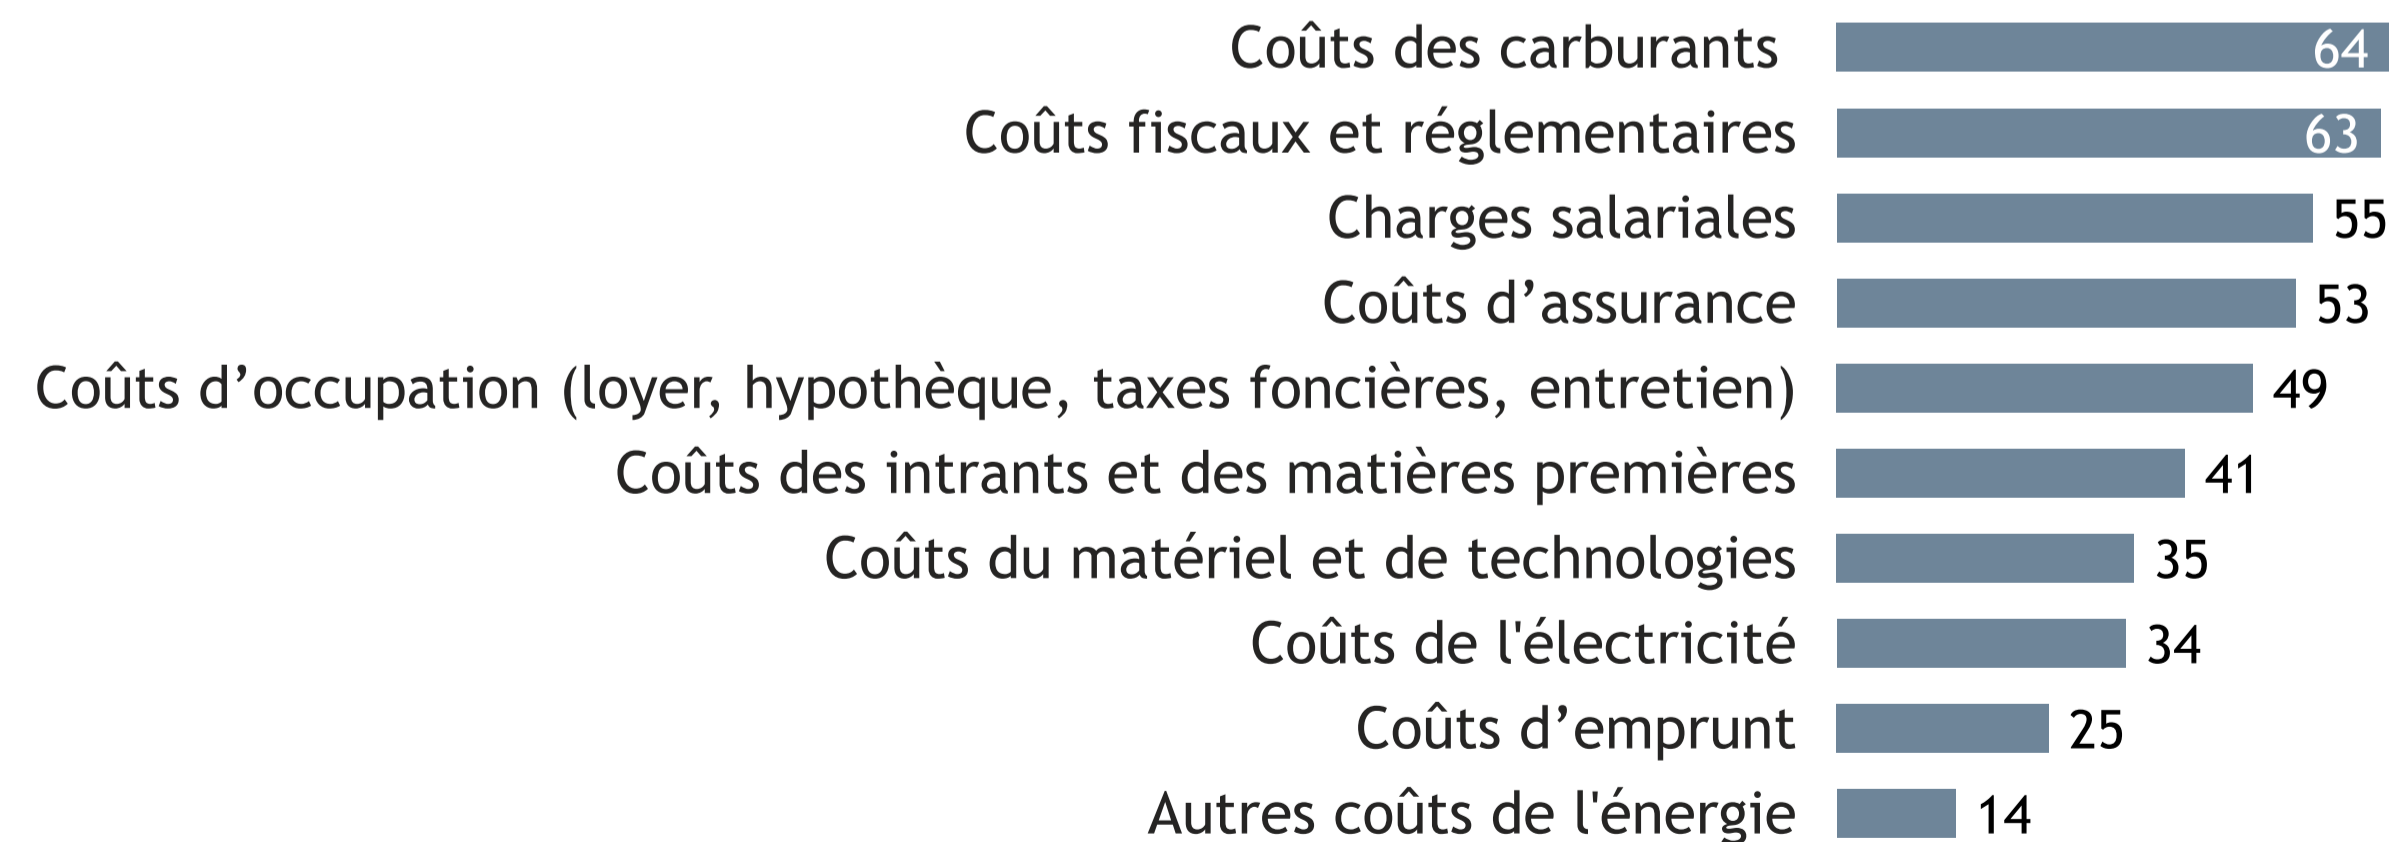 Coûts des carburants 64
Coûts fiscaux et réglementaires 63
Charges salariales 55
Coûts d’assurance 53
Coûts d’occupation (loyer, hypothèque, taxes foncières, entretien) 49
Coûts des intrants et des matières premières 41
Coûts du matériel et de technologies 35
Coûts de l'électricité 34
Coûts d’emprunt 25
Autres coûts de l'énergie 14